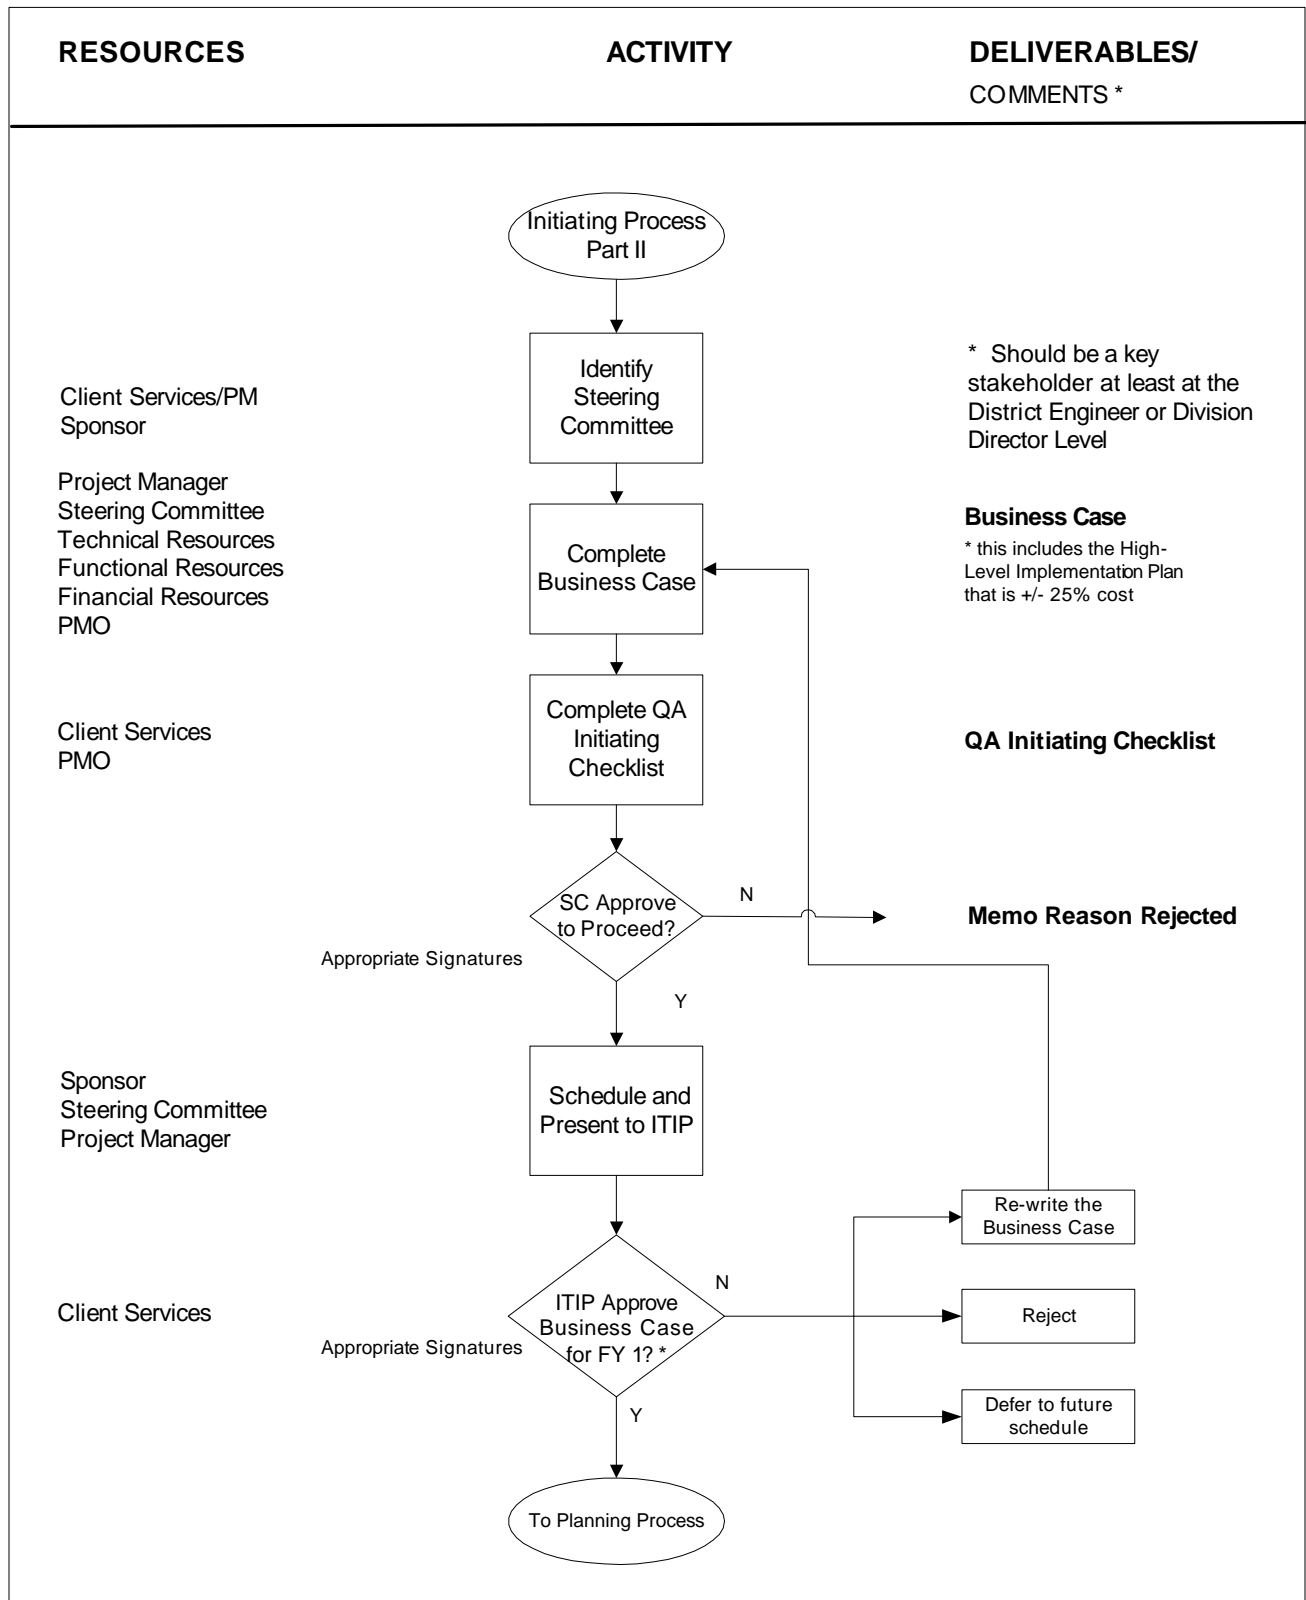 RESOURCES
ACTIVITY
DELIVERABLES/
COMMENTS *
Initiating Process
Part II
Client Services/PM
Sponsor
Identify
Steering
Committee
* Should be a key
stakeholder at least at the
District Engineer or Division
Director Level
Project Manager
Steering Committee
Technical Resources
Functional Resources
Financial Resources
PMO
Complete
Business Case
Business Case
* this includes the High-
Level Implementation Plan
that is +/- 25% cost
Client Services
PMO
Complete QA
Initiating
Checklist
QA Initiating Checklist
SC Approve
to Proceed?
N
Memo Reason Rejected
Appropriate Signatures
Y
Sponsor
Steering Committee
Project Manager
Schedule and
Present to ITIP
Re-write the
Business Case
Client Services
Appropriate Signatures
ITIP Approve
Business Case
for FY 1? *
N
Reject
Defer to future
schedule
Y
To Planning Process